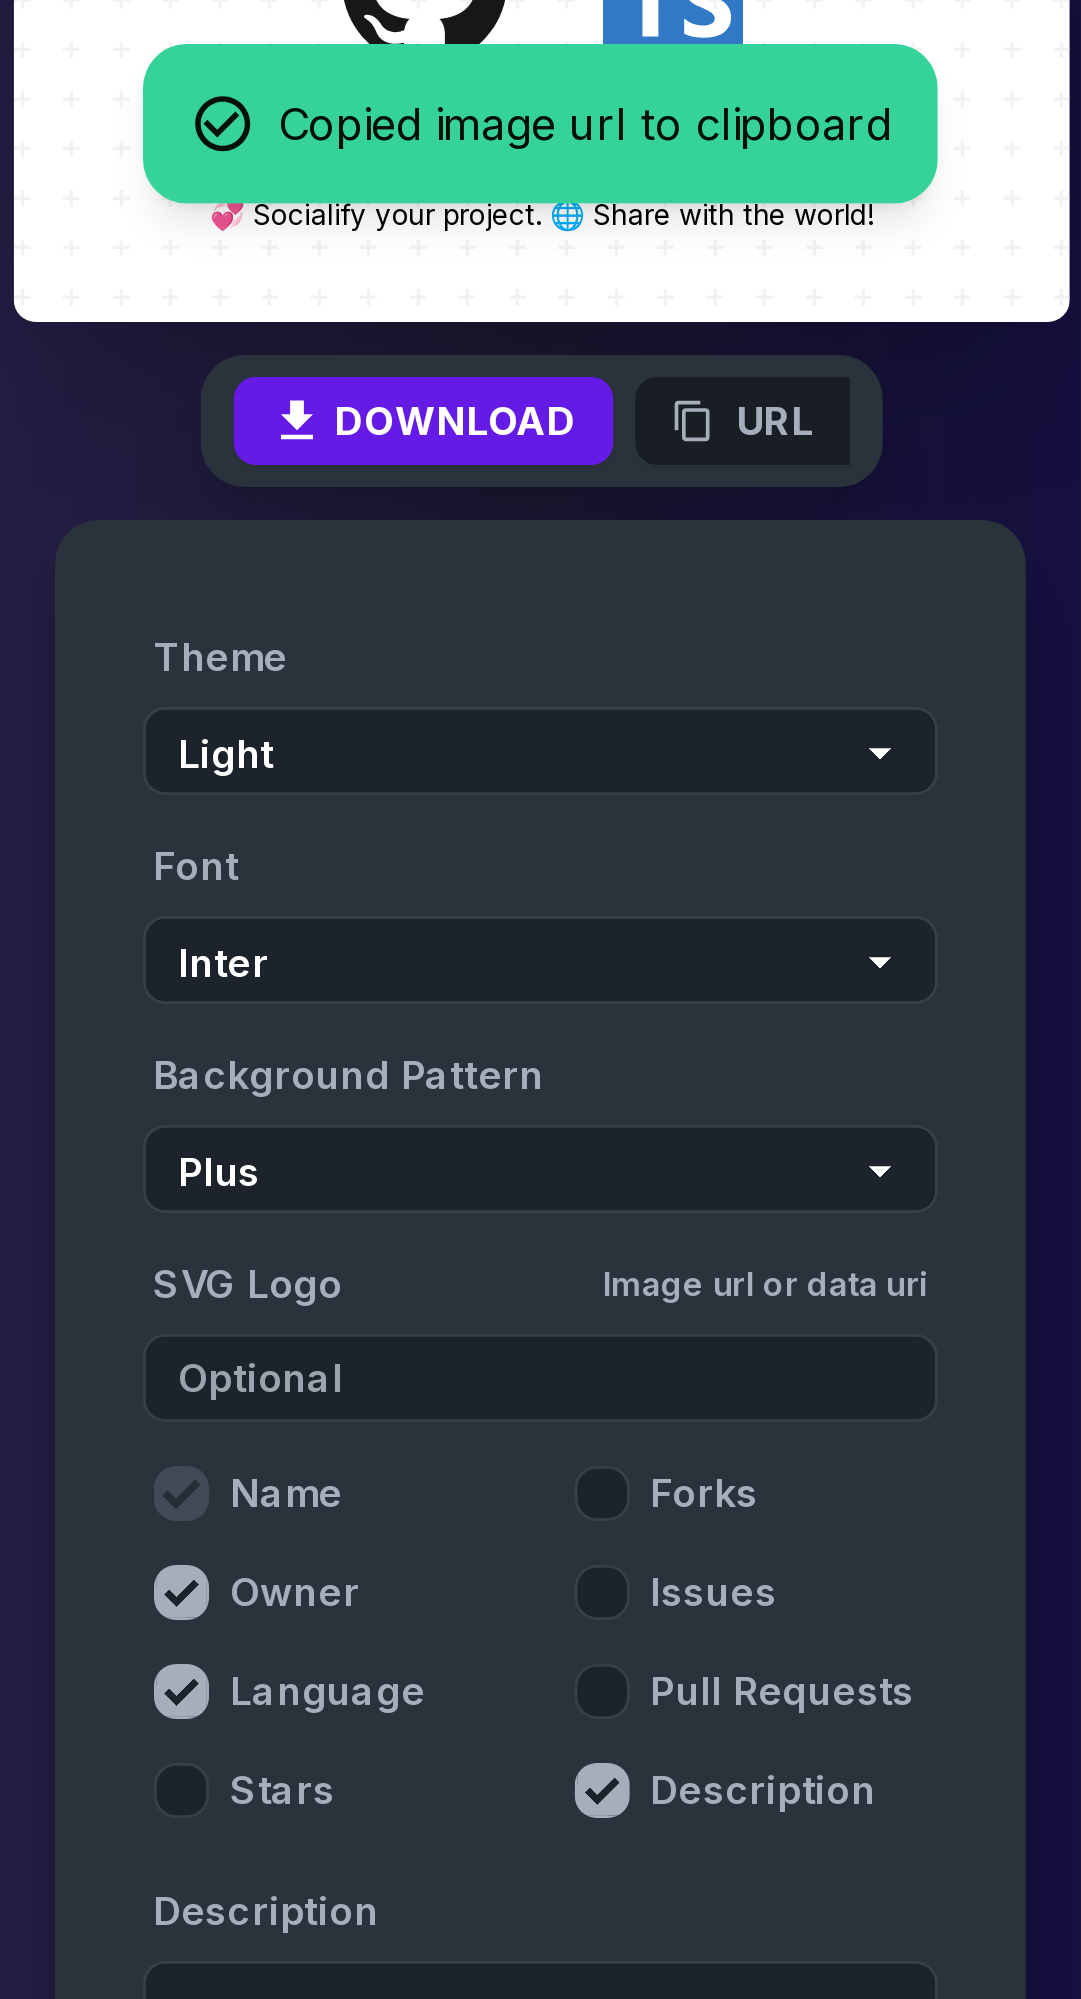 TS
Copied image url to clipboard
💞 Socialify your project. 🌐 Share with the world!
DOWNLOAD
URL
Theme
Light
Font
Inter
Background Pattern
Plus
SVG Logo
Image url or data uri
Optional
Name
Forks
Owner
Issues
Language
Pull Requests
Stars
Description
Description